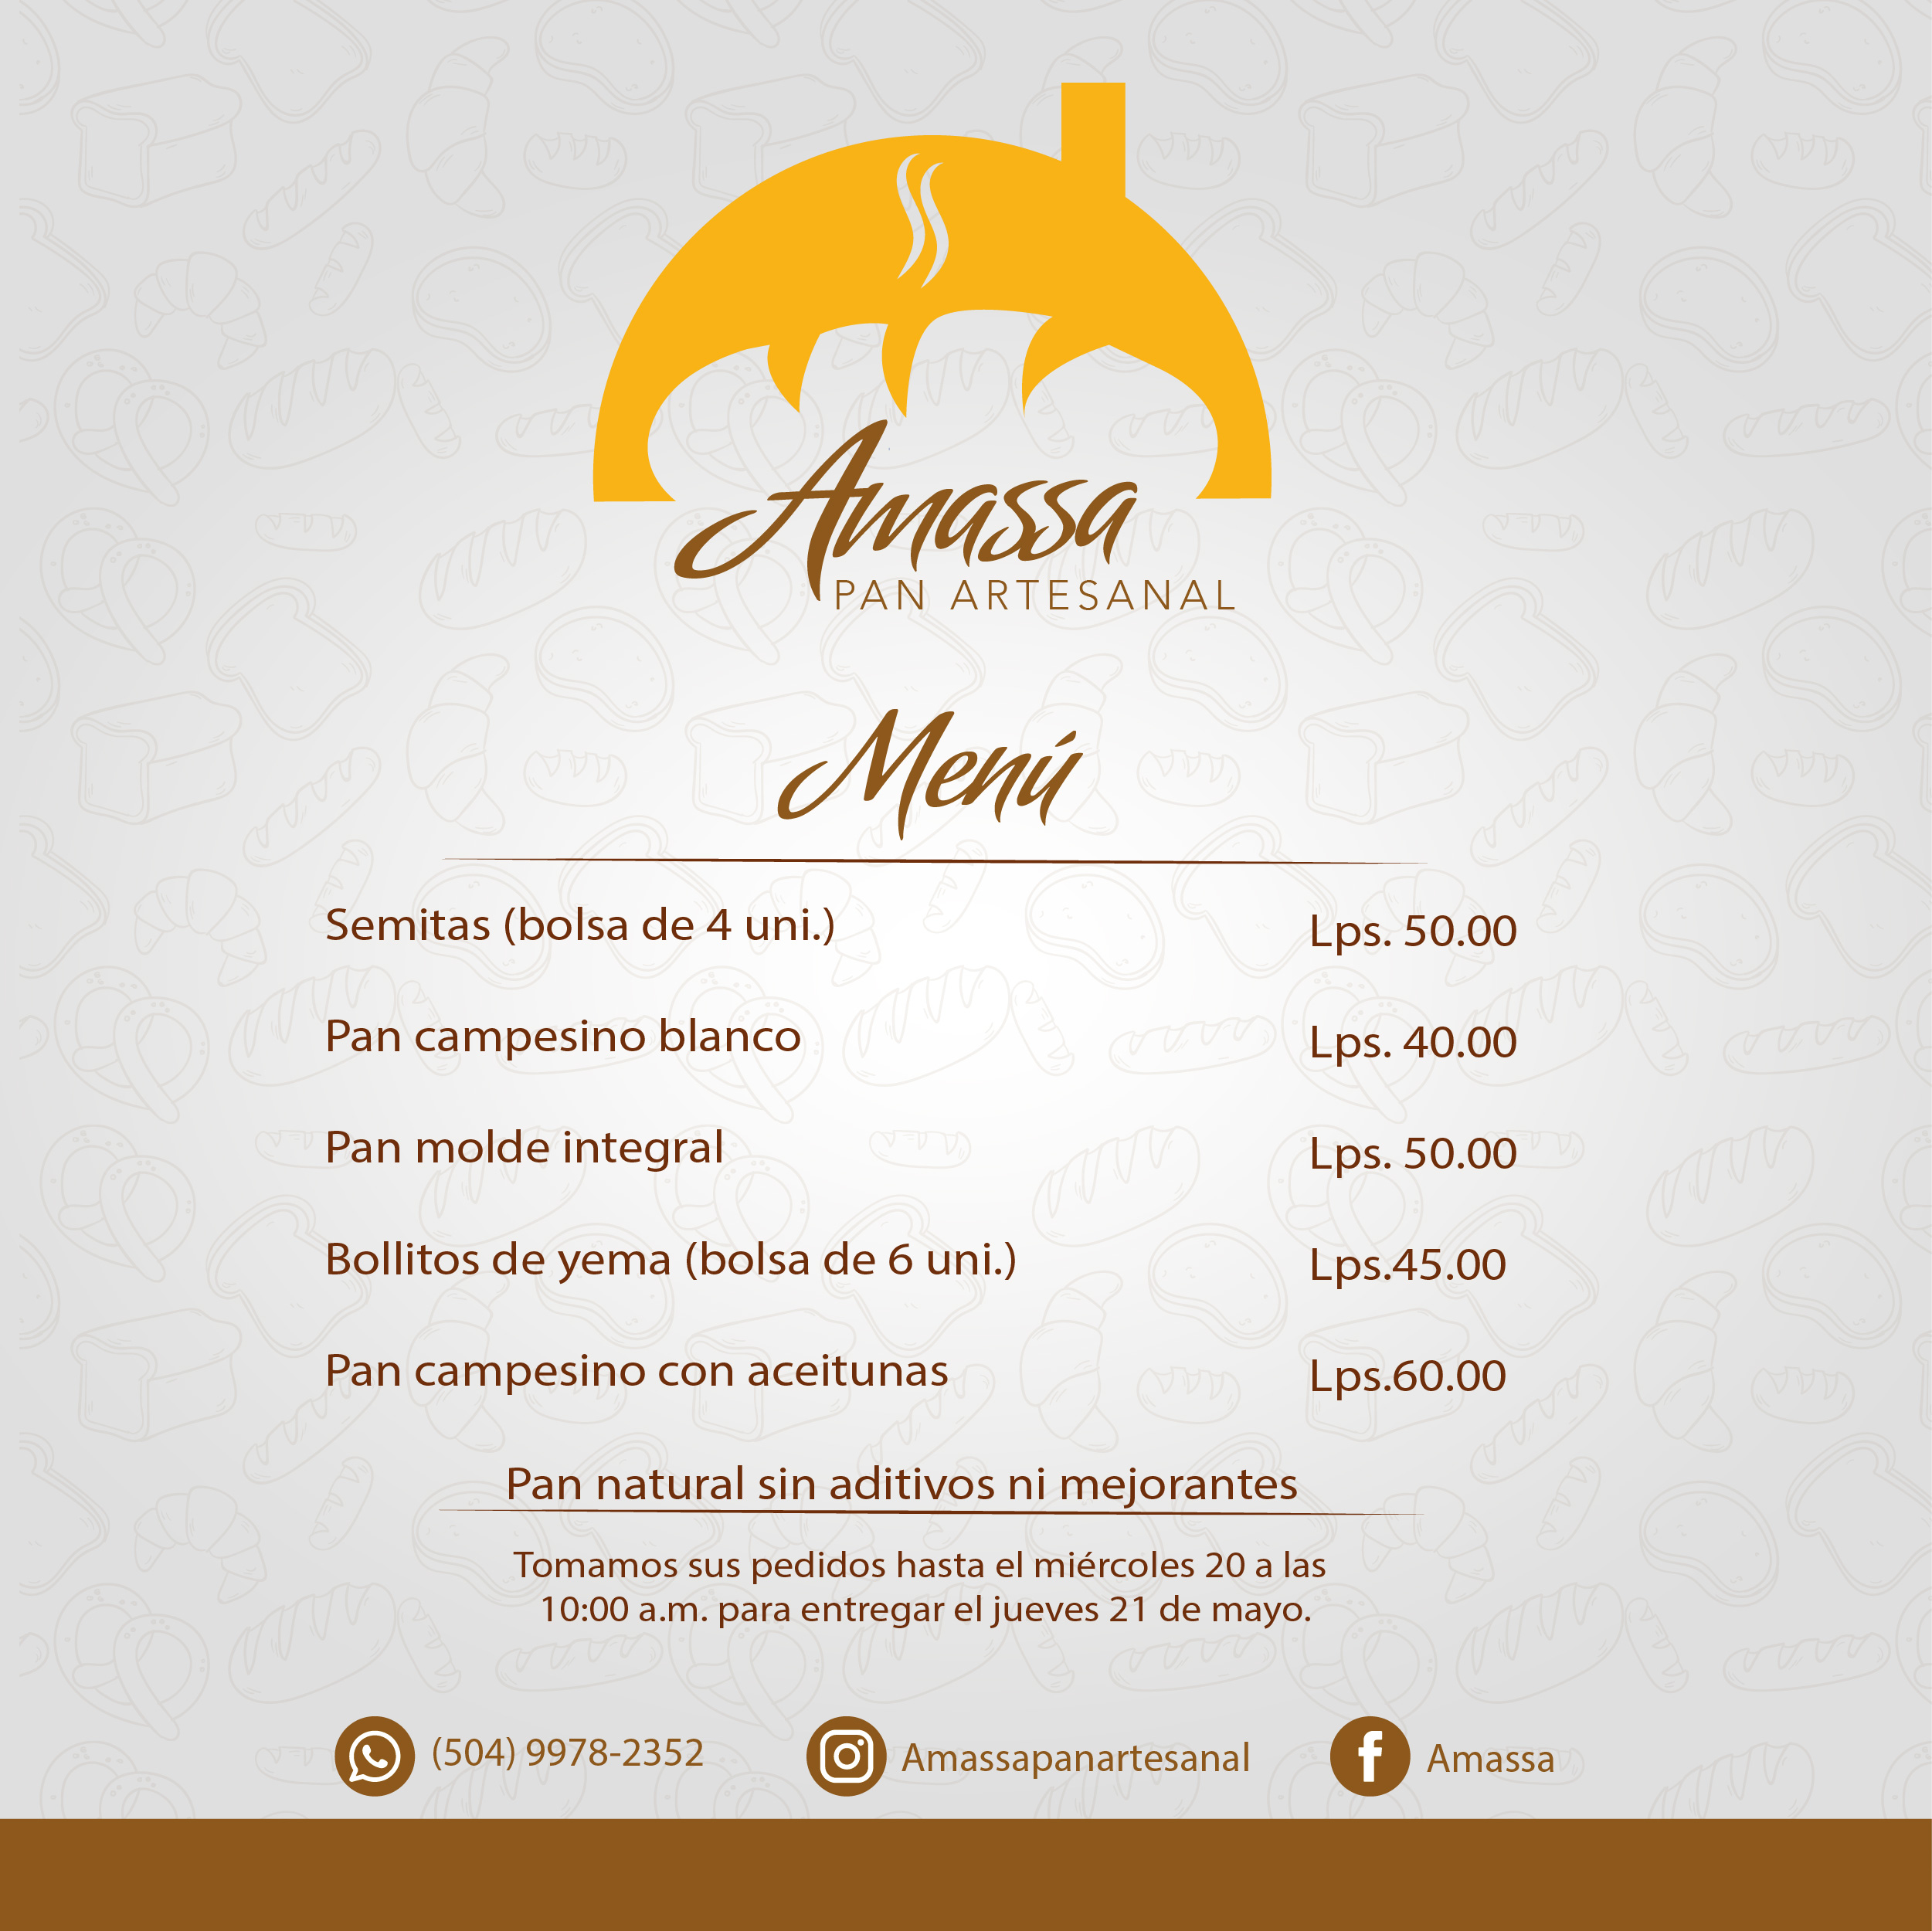 Amassa
PAN ARTESANAL
Menú
Semitas (bolsa de 4 uni.) Lps. 50.00
Pan campesino blanco Lps. 40.00
Pan molde integral Lps. 50.00
Bollitos de yema (bolsa de 6 uni.) Lps.45.00
Pan campesino con aceitunas Lps.60.00
Pan natural sin aditivos ni mejorantes
Tomamos sus pedidos hasta el miércoles 20 a las
10:00 a.m. para entregar el jueves 21 de mayo.
(504) 9978-2352 Amassapanartesanal Amassa